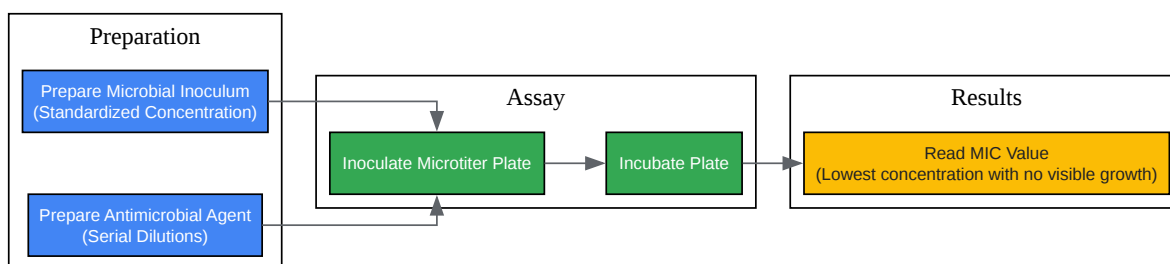 Preparation
Prepare Microbial Inoculum
(Standardized Concentration)
Prepare Antimicrobial Agent
(Serial Dilutions)
Assay
Inoculate Microtiter Plate
Incubate Plate
Results
Read MIC Value
(Lowest concentration with no visible growth)